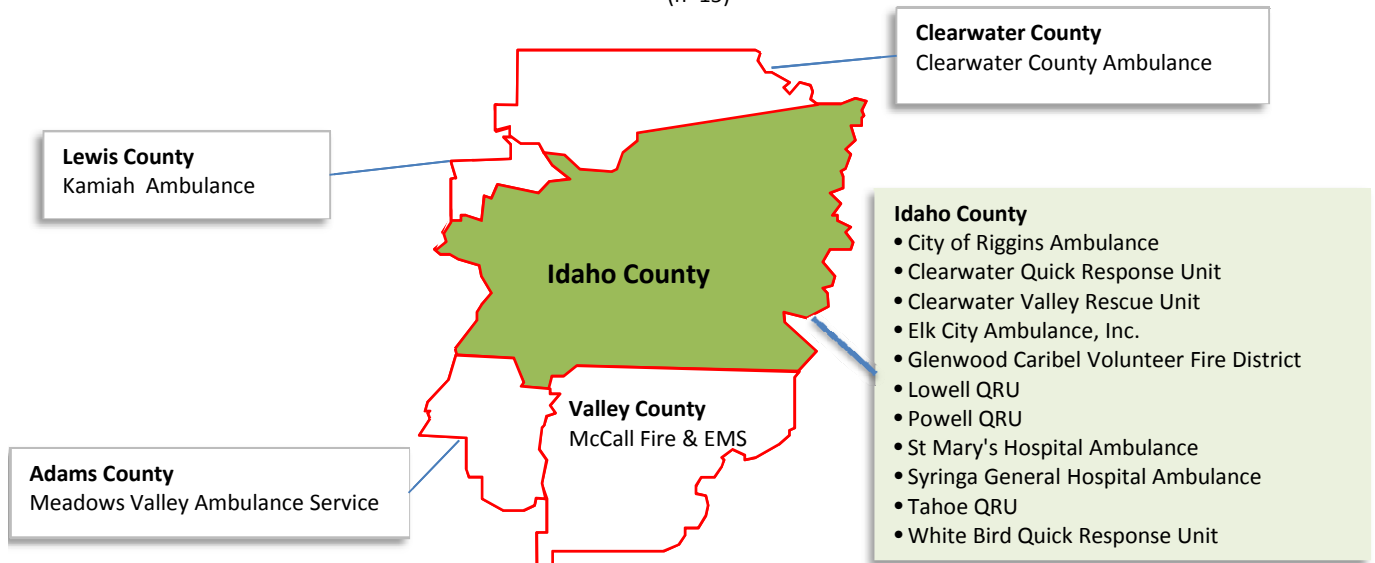 Clearwater County
Clearwater County Ambulance
Lewis County
Kamiah Ambulance
Idaho County
Idaho County
• City of Riggins Ambulance
• Clearwater Quick Response Unit
• Clearwater Valley Rescue Unit
• Elk City Ambulance, Inc.
• Glenwood Caribel Volunteer Fire District
• Lowell QRU
• Powell QRU
• St Mary's Hospital Ambulance
• Syringa General Hospital Ambulance
• Tahoe QRU
• White Bird Quick Response Unit
Valley County
McCall Fire & EMS
Adams County
Meadows Valley Ambulance Service